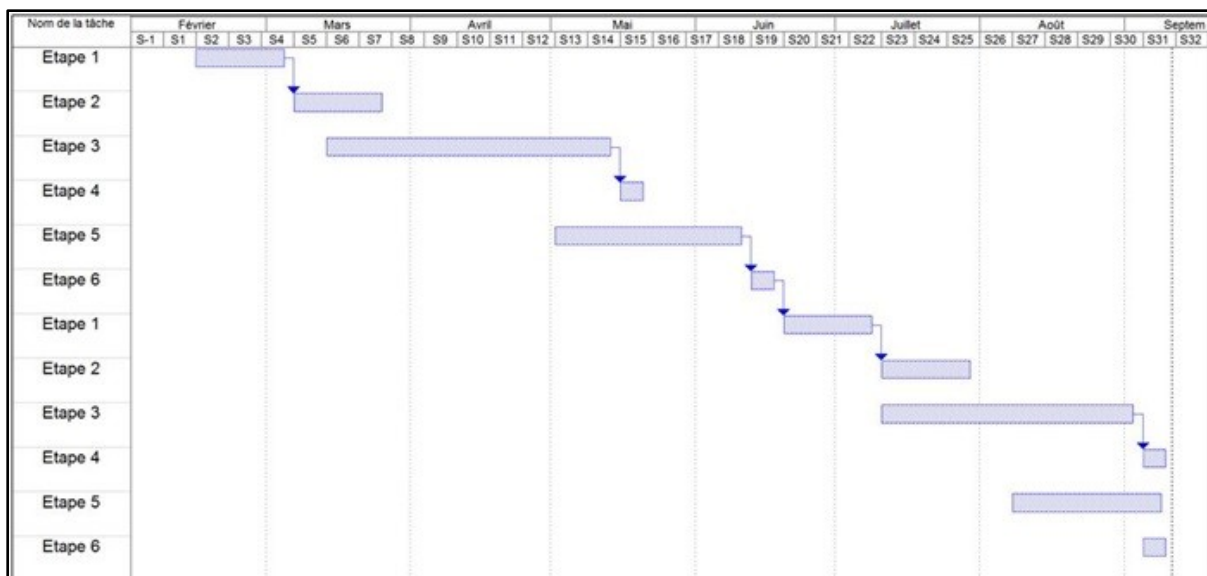 Nom de la tâche Février Mars Avril Mai Juin Juillet Août Septem
S-1 S1 S2 S3 S4 S5 S6 S7 S8 S9 S10 S11 S12 S13 S14 S15 S16 S17 S18 S19 S20 S21 S22 S23 S24 S25 S26 S27 S28 S29 S30 S31 S32
Etape 1
Etape 2
Etape 3
Etape 4
Etape 5
Etape 6
Etape 1
Etape 2
Etape 3
Etape 4
Etape 5
Etape 6